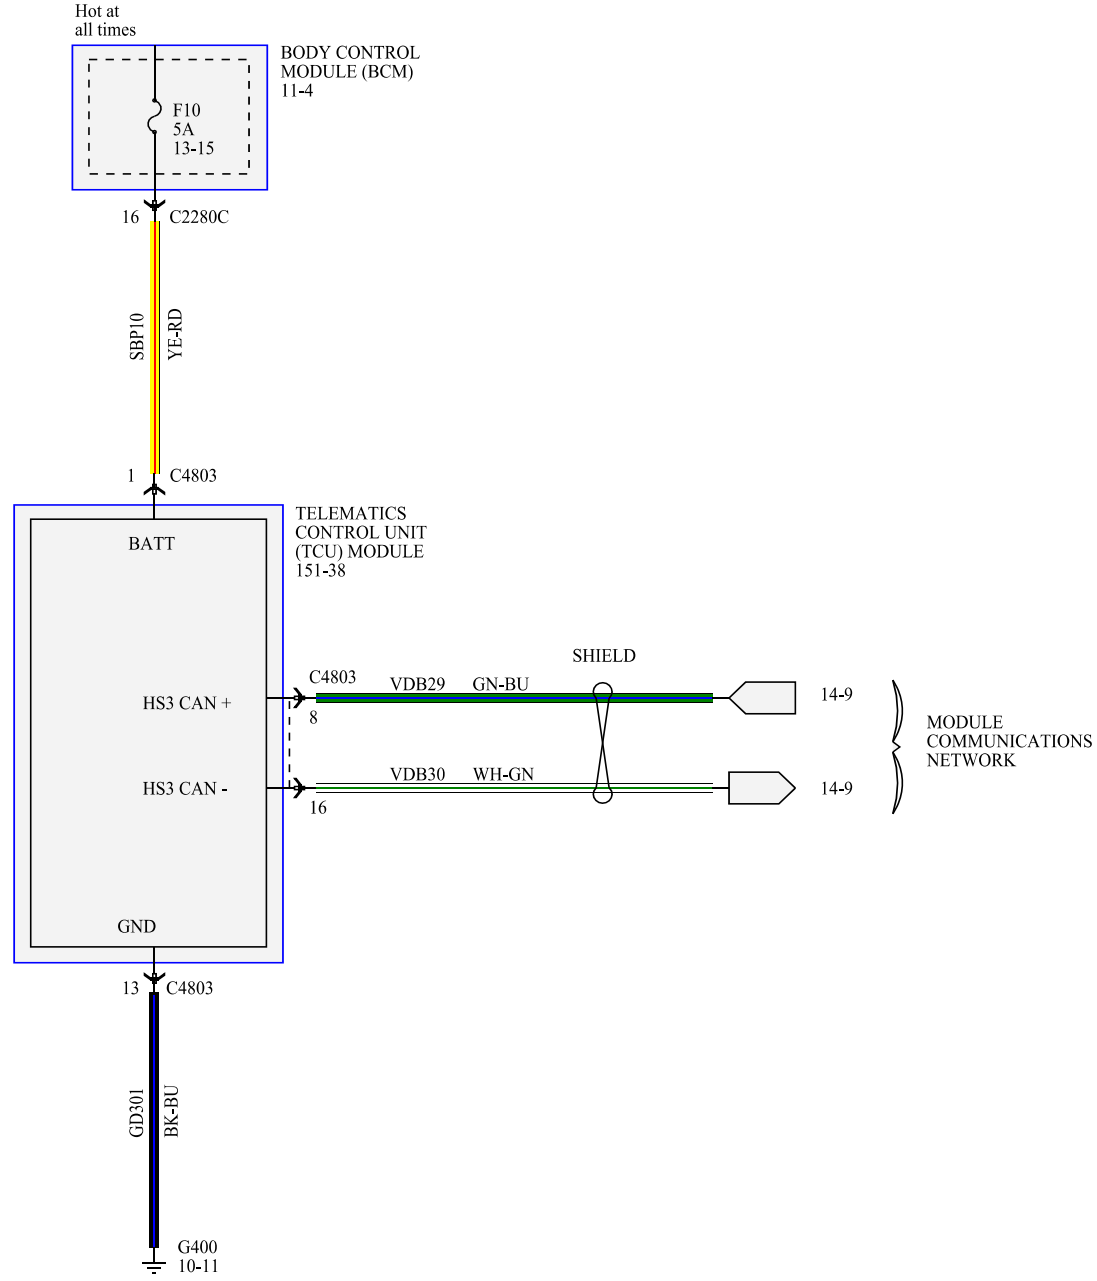 Hot at
all times
BODY CONTROL
MODULE (BCM)
11-4
F10
5A
13-15
16 C2280C
SBP10
YE-RD
1 C4803
TELEMATICS
CONTROL UNIT
(TCU) MODULE
151-38
BATT
SHIELD
C4803
VDB29 GN-BU
HS3 CAN +
8
14-9
MODULE
COMMUNICATIONS
NETWORK
VDB30 WH-GN
HS3 CAN -
16
14-9
GND
13 C4803
GD301
BK-BU
G400
10-11